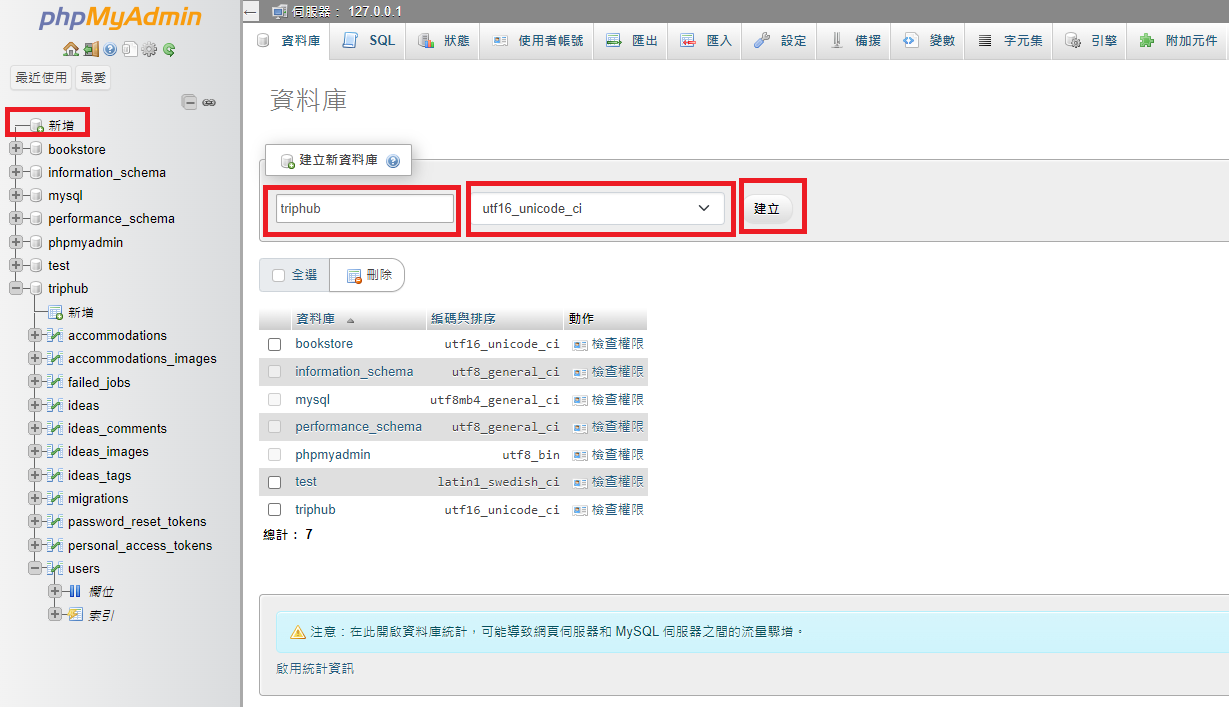 phpMyAdmin
最近使用 最愛
新增
bookstore
information_schema
mysql
performance_schema
phpmyadmin
test
triphub
新增
accommodations
accommodations_images
failed_jobs
ideas
ideas_comments
ideas_images
ideas_tags
migrations
password_reset_tokens
personal_access_tokens
users
欄位
索引
伺服器： 127.0.0.1
資料庫 SQL 狀態 使用者帳號 匯出 匯入 設定 備援 變數 字元集 引擎 附加元件
資料庫
建立新資料庫
triphub utf16_unicode_ci 建立
全選 刪除
資料庫 編碼與排序 動作
bookstore utf16_unicode_ci 檢查權限
information_schema utf8_general_ci 檢查權限
mysql utf8mb4_general_ci 檢查權限
performance_schema utf8_general_ci 檢查權限
phpmyadmin utf8_bin 檢查權限
test latin1_swedish_ci 檢查權限
triphub utf16_unicode_ci 檢查權限
總計： 7
注意：在此開啟資料庫統計，可能導致網頁伺服器和 MySQL 伺服器之間的流量驟增。
啟用統計資訊